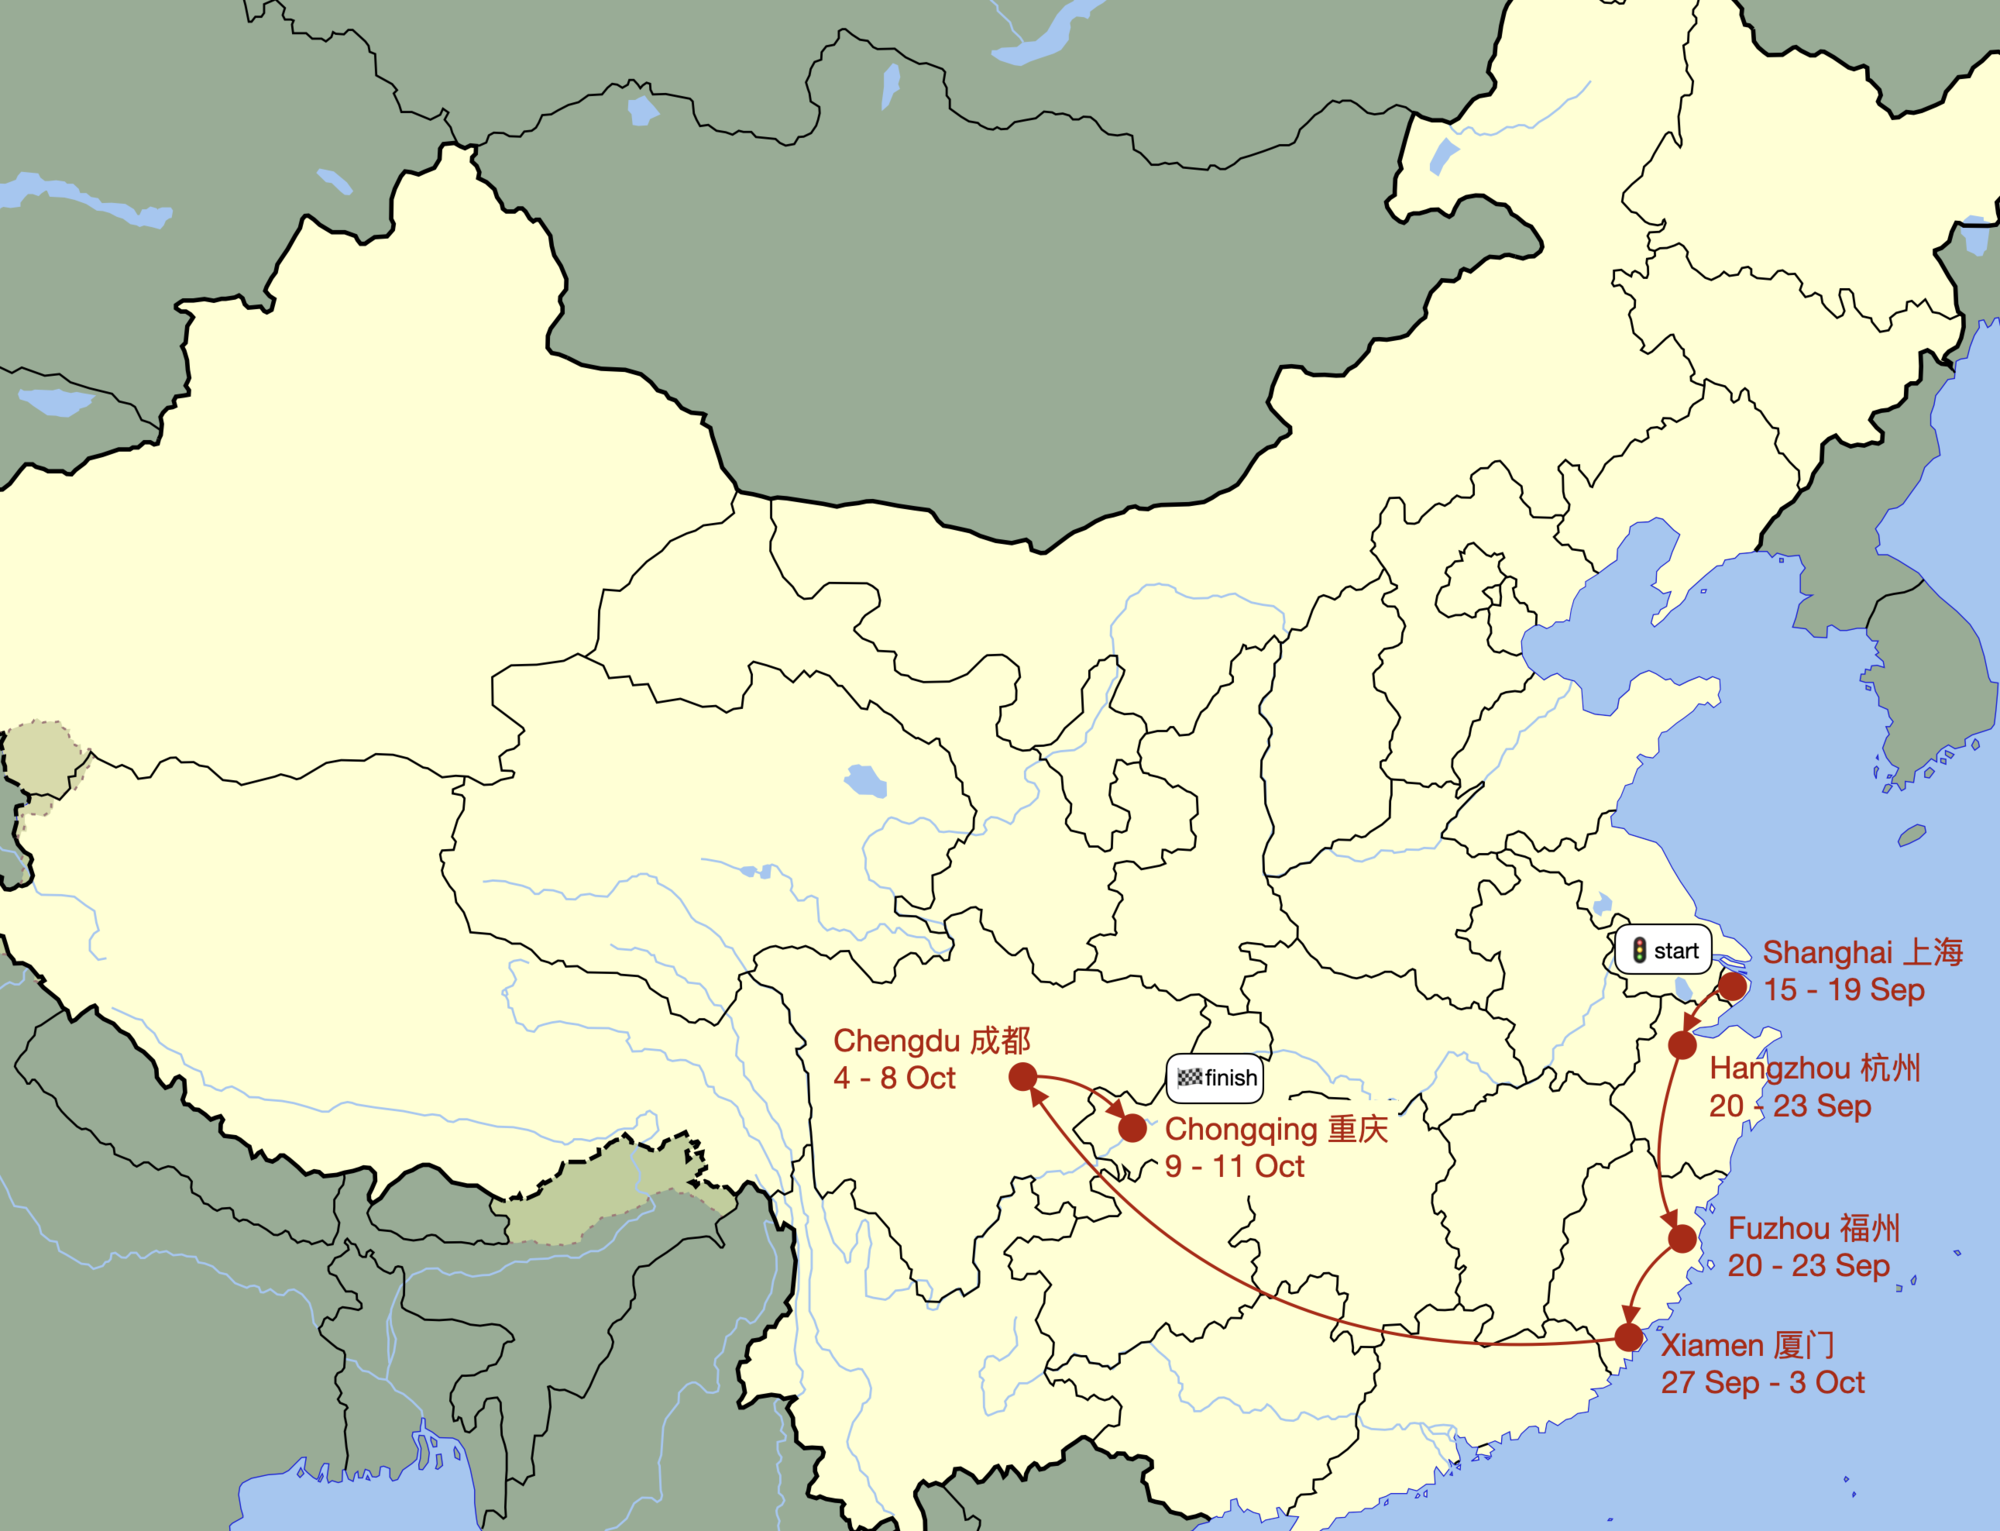 start
Shanghai 上海
15 - 19 Sep
Hangzhou 杭州
20 - 23 Sep
Chengdu 成都
4 - 8 Oct
finish
Chongqing 重庆
9 - 11 Oct
Fuzhou 福州
20 - 23 Sep
Xiamen 厦门
27 Sep - 3 Oct